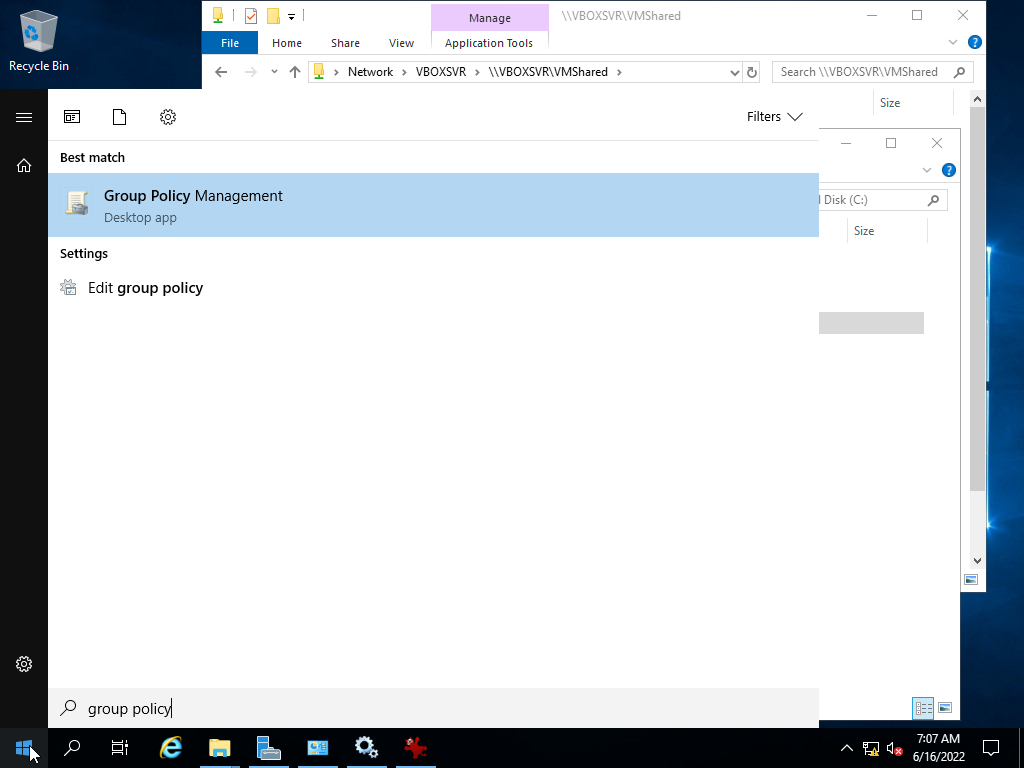 Recycle Bin
Manage
\\VBOXSVR\VMShared
File
Home
Share
View
Application Tools
Network
VBOXSVR
\\VBOXSVR\VMShared
Search \\VBOXSVR\VMShared
Size
Filters
Best match
Group Policy Management
Desktop app
Disk (C:)
Size
Settings
Edit group policy
group policy
7:07 AM
6/16/2022